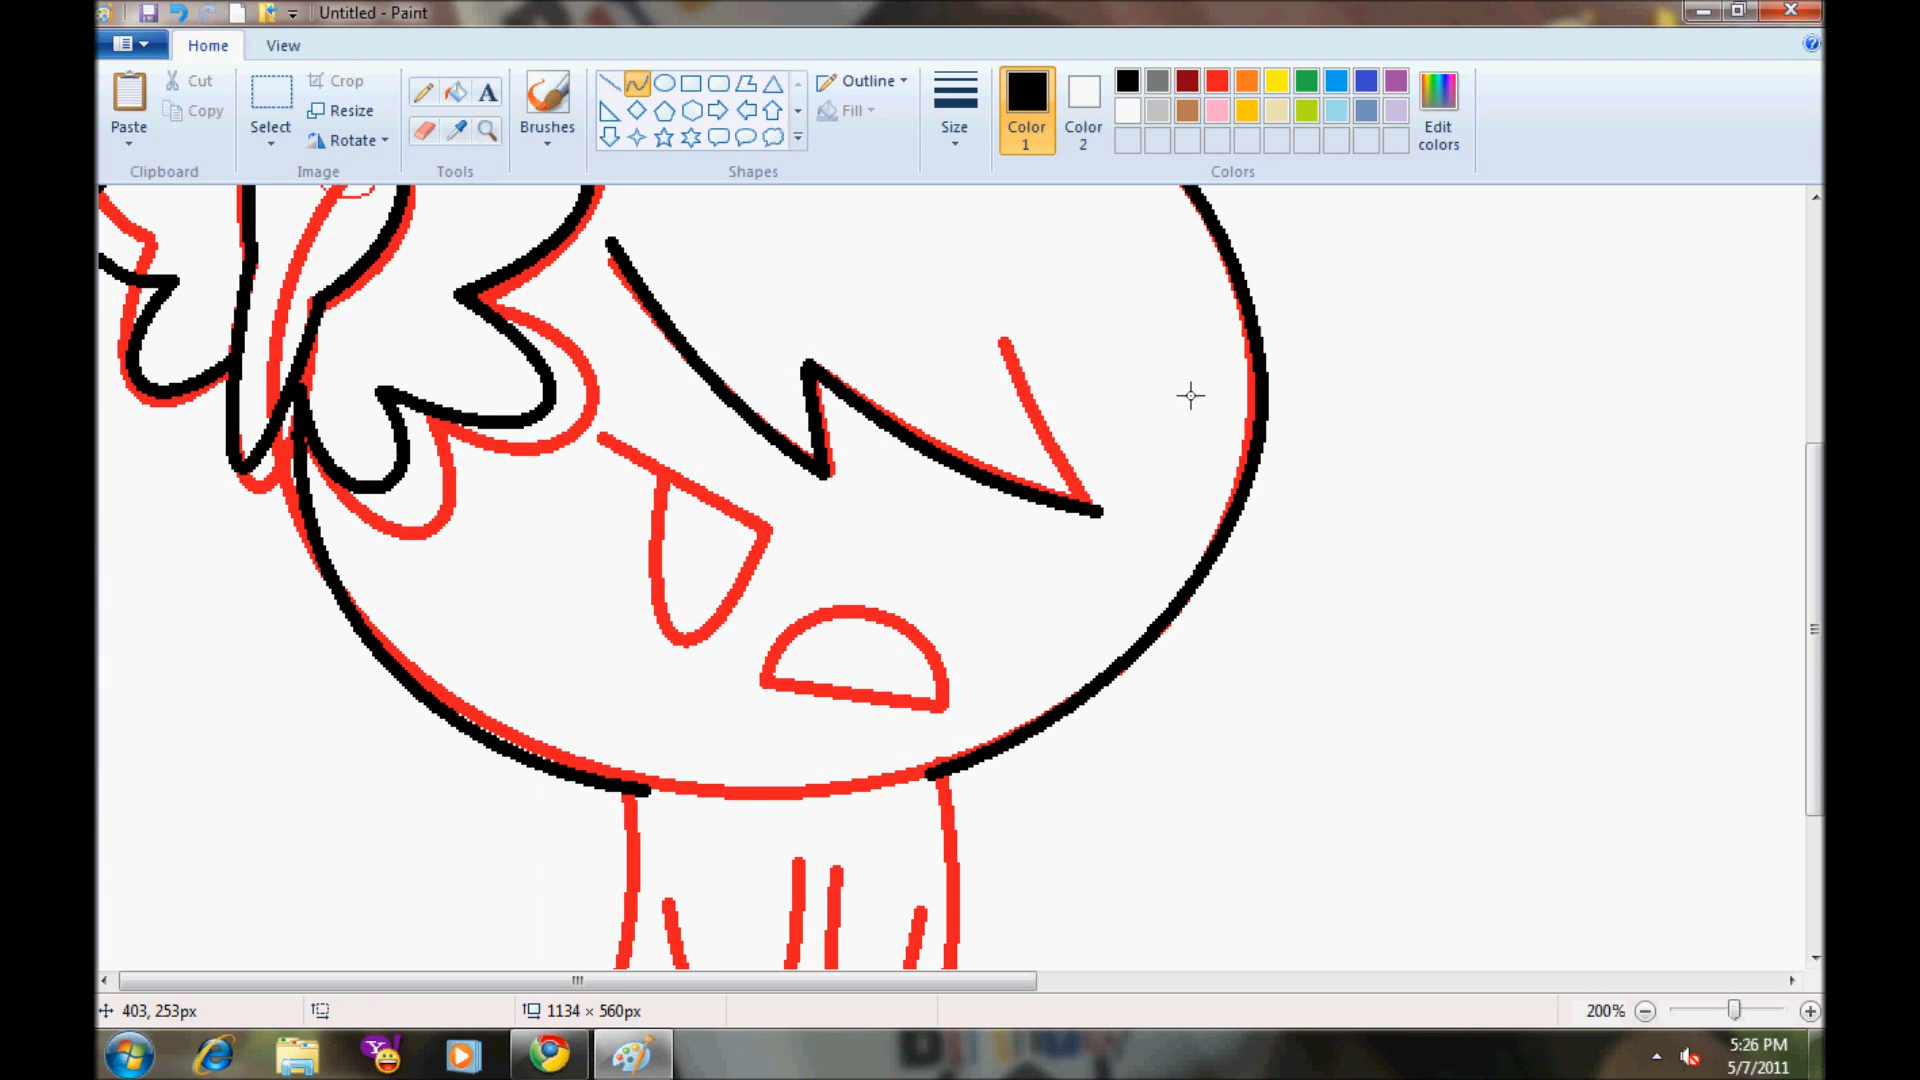 Untitled - Paint
Home View
Paste
Cut
Copy
Clipboard
Select
Crop
Resize
Rotate
Image
A
Tools
Brushes
Outline
Fill
Shapes
Size
Color
1
Color
2
Edit
colors
Colors
403, 253px
1134 × 560px
200%
5:26 PM
5/7/2011